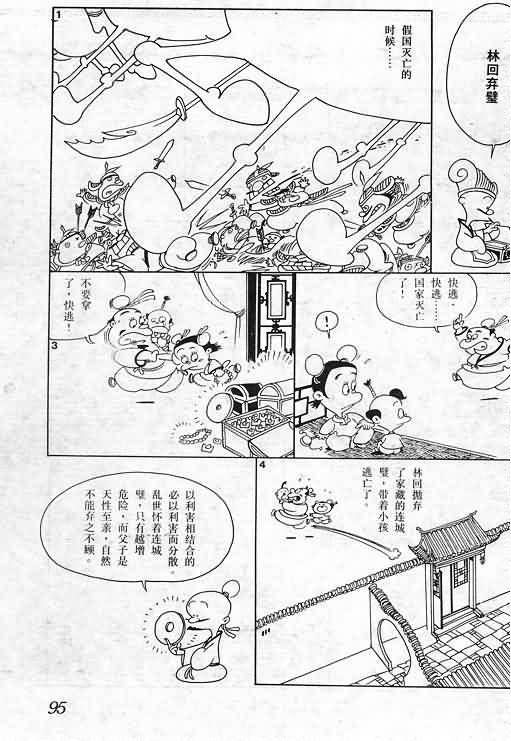 林回弃璧
1
假国灭亡的
时候……
快逃，
快逃……
国家灭亡
了！
！
不要拿
了，快逃！
3
4
林回抛弃
了家藏的连城
璧，带着小孩
逃亡了。
以利害相结合的
必以利害而分散。
乱世怀着连城
璧，只有越增
危险，而父子是
天性至亲，自然
不能弃之不顾。
95